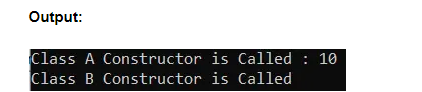 Output:
Class A Constructor is Called : 10
Class B Constructor is Called